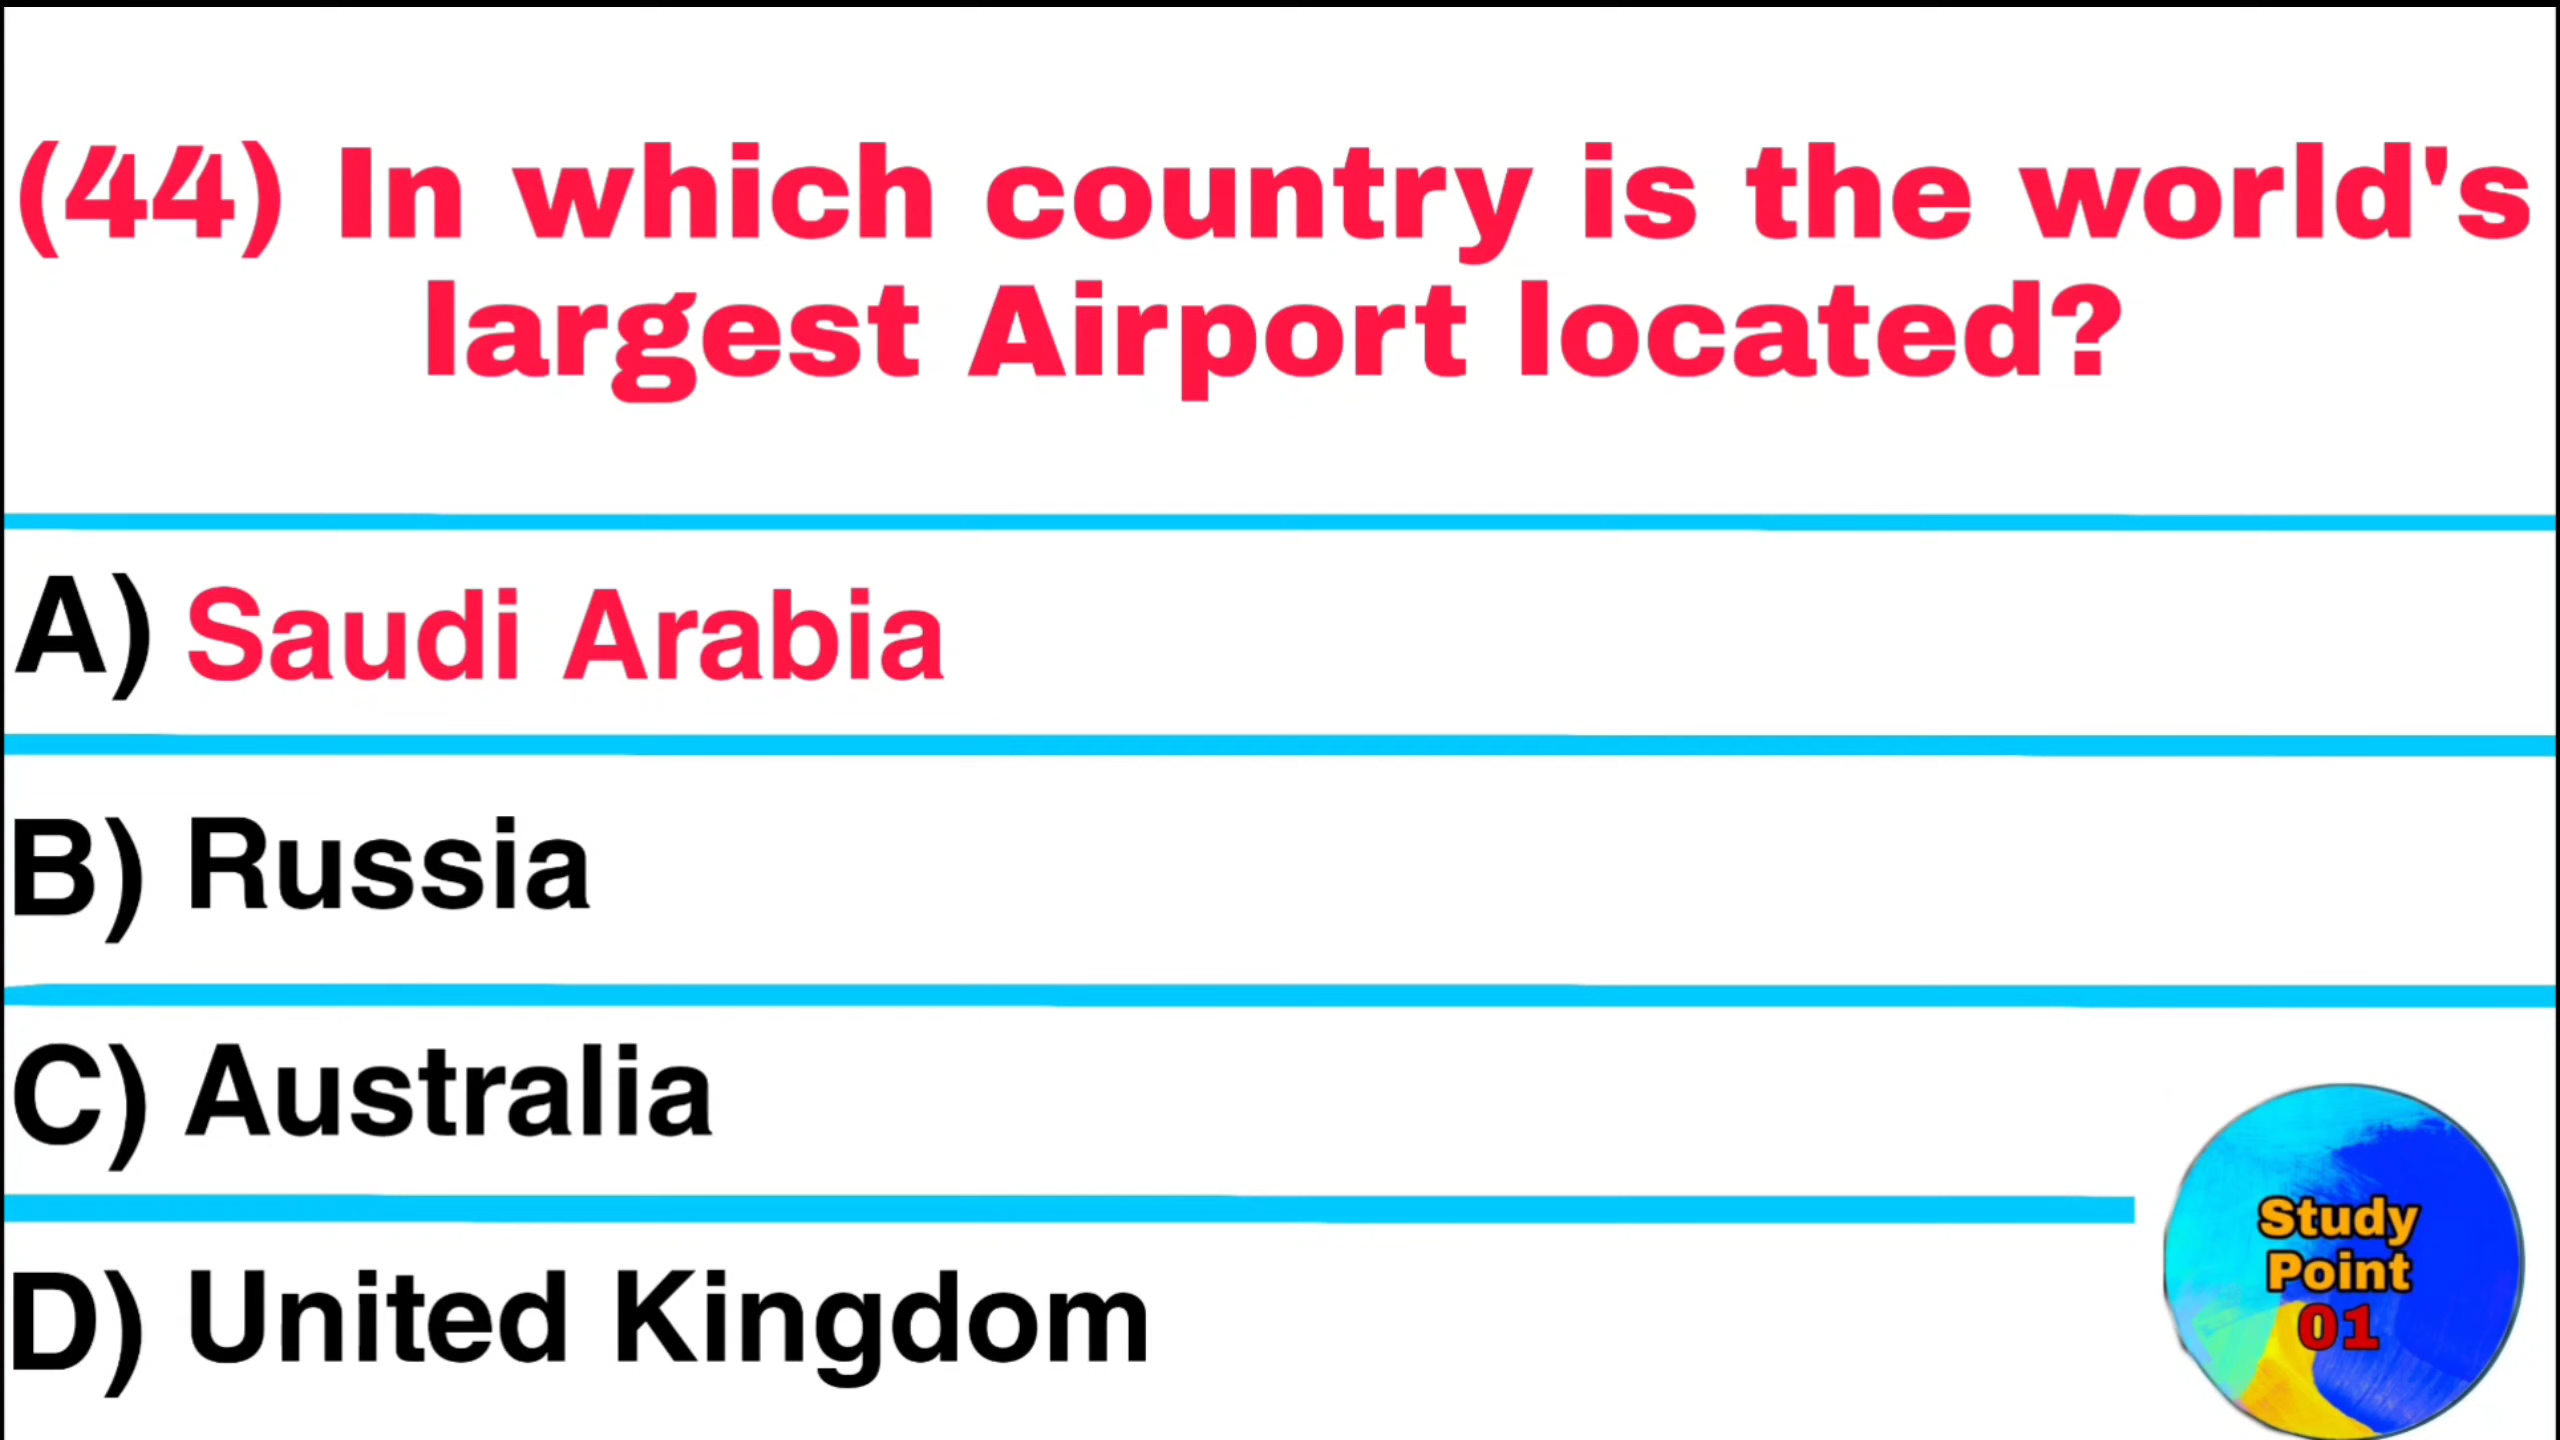 (44) In which country is the world's
largest Airport located?
A) Saudi Arabia
B) Russia
C) Australia
D) United Kingdom
Study
Point
01